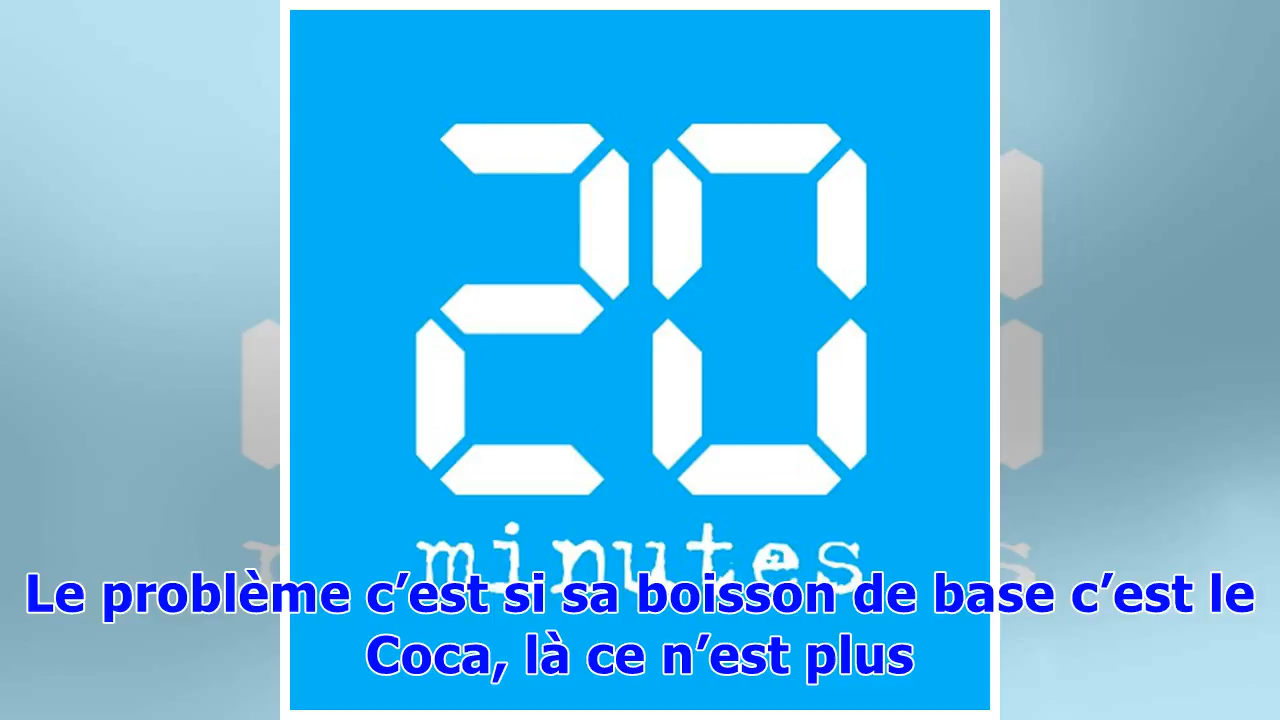 20
minutes
Le problème c’est si sa boisson de base c’est le
Coca, là ce n’est plus